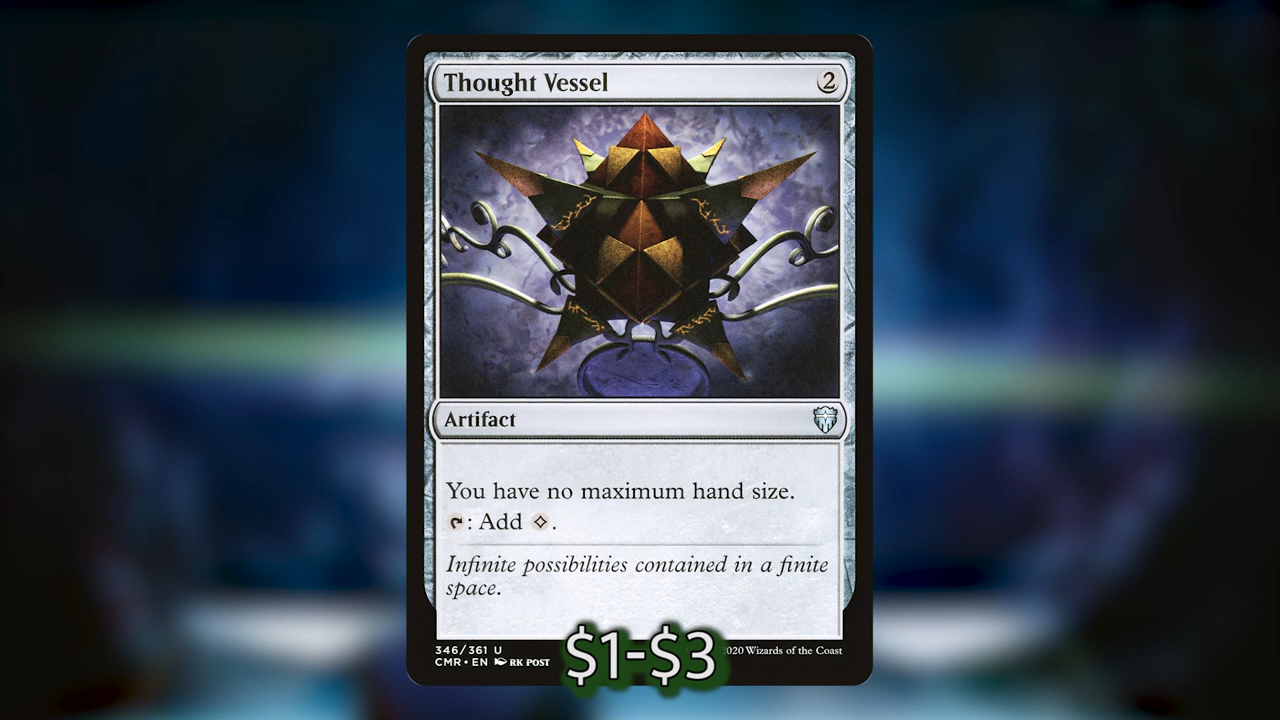 Thought Vessel 2
Artifact
You have no maximum hand size.
: Add .
Infinite possibilities contained in a finite
space.
346/361 U
CMR • EN RK POST
2020 Wizards of the Coast
$1-$3